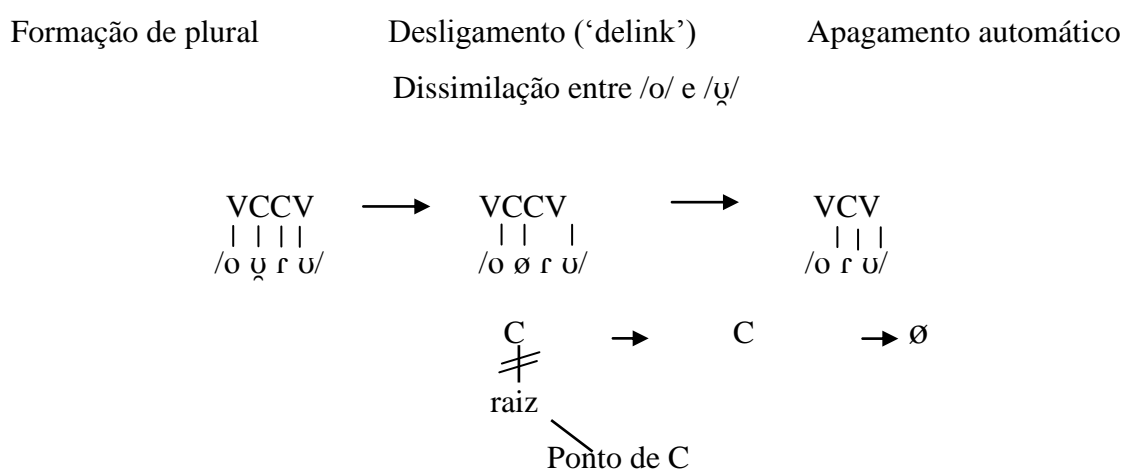 Formação de plural Desligamento (‘delink’) Apagamento automático
Dissimilação entre /o/ e /ʊ̯/
VCCV VCCV VCV
/o ʊ̯ ɾ ʊ/ /o ø ɾ ʊ/ /o ɾ ʊ/
C C ø
raiz
Ponto de C